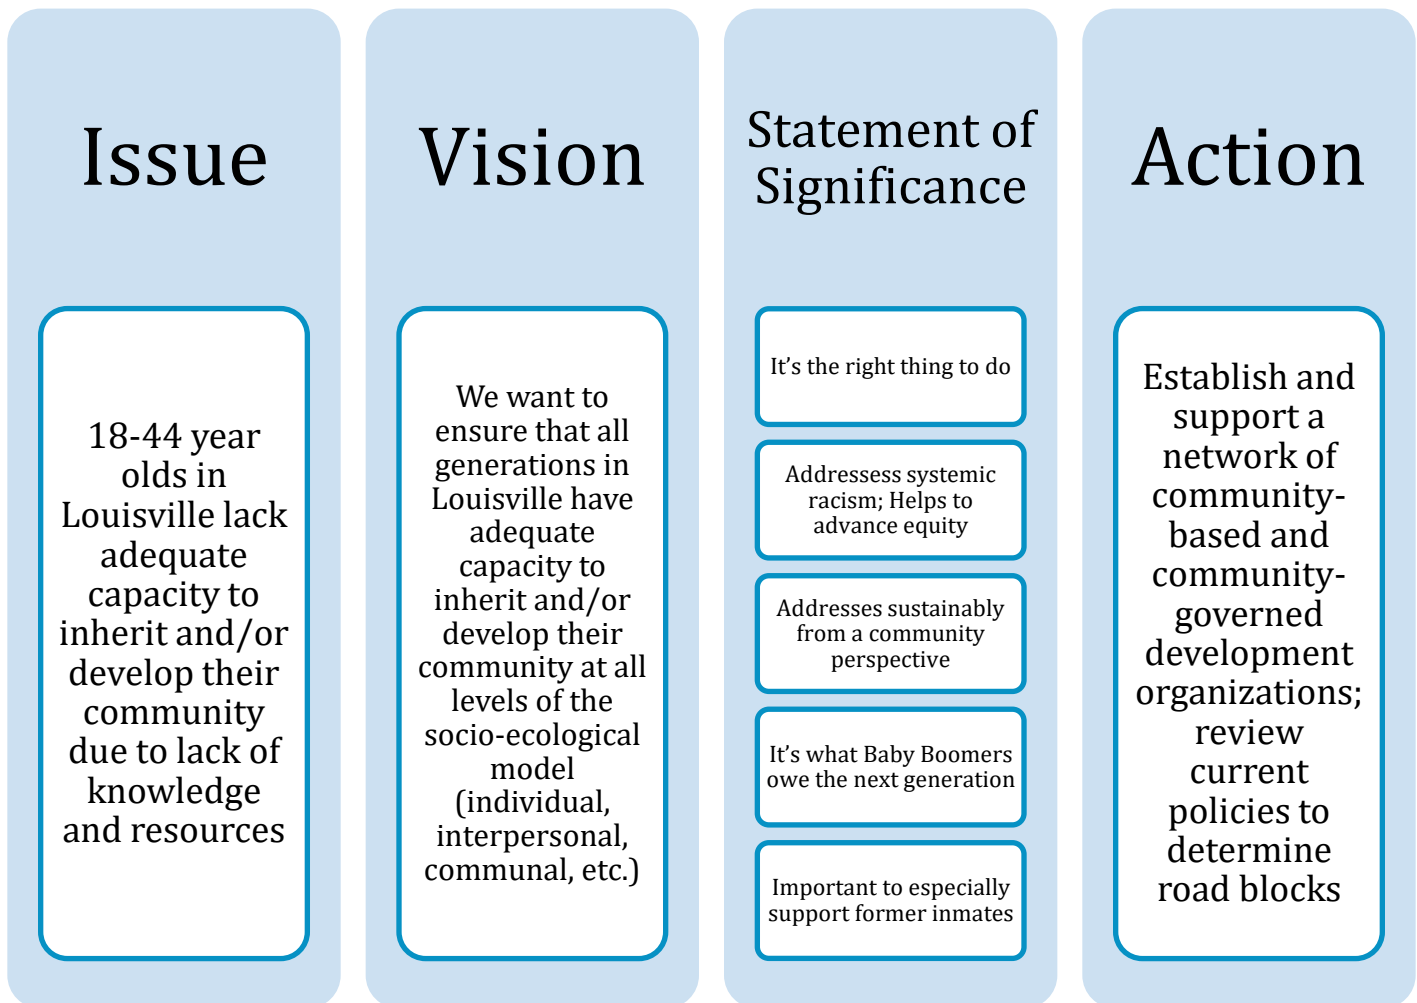 Issue
18-44 year
olds in
Louisville lack
adequate
capacity to
inherit and/or
develop their
community
due to lack of
knowledge
and resources
Vision
We want to
ensure that all
generations in
Louisville have
adequate
capacity to
inherit and/or
develop their
community at all
levels of the
socio-ecological
model
(individual,
interpersonal,
communal, etc.)
Statement of
Significance
It’s the right thing to do
Addressess systemic
racism; Helps to
advance equity
Addresses sustainably
from a community
perspective
It’s what Baby Boomers
owe the next generation
Important to especially
support former inmates
Action
Establish and
support a
network of
community-
based and
community-
governed
development
organizations;
review
current
policies to
determine
road blocks